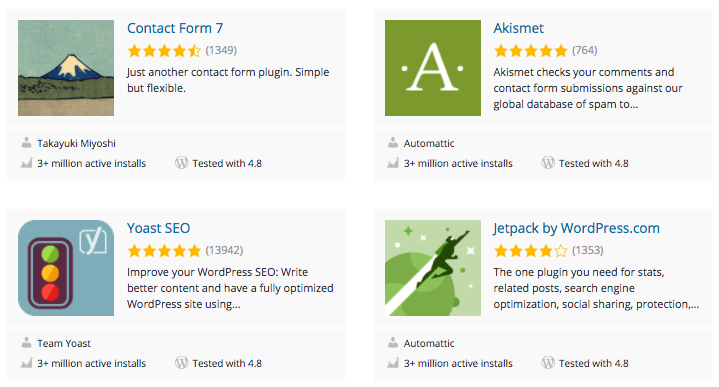 Contact Form 7
(1349)
Just another contact form plugin. Simple
but flexible.
Takayuki Miyoshi
3+ million active installs
Tested with 4.8
A
Akismet
(764)
Akismet checks your comments and
contact form submissions against our
global database of spam to...
Automattic
3+ million active installs
Tested with 4.8
Yoast SEO
(13942)
Improve your WordPress SEO: Write
better content and have a fully optimized
WordPress site using...
Team Yoast
3+ million active installs
Tested with 4.8
Jetpack by WordPress.com
(1353)
The one plugin you need for stats,
related posts, search engine
optimization, social sharing, protection,...
Automattic
3+ million active installs
Tested with 4.8